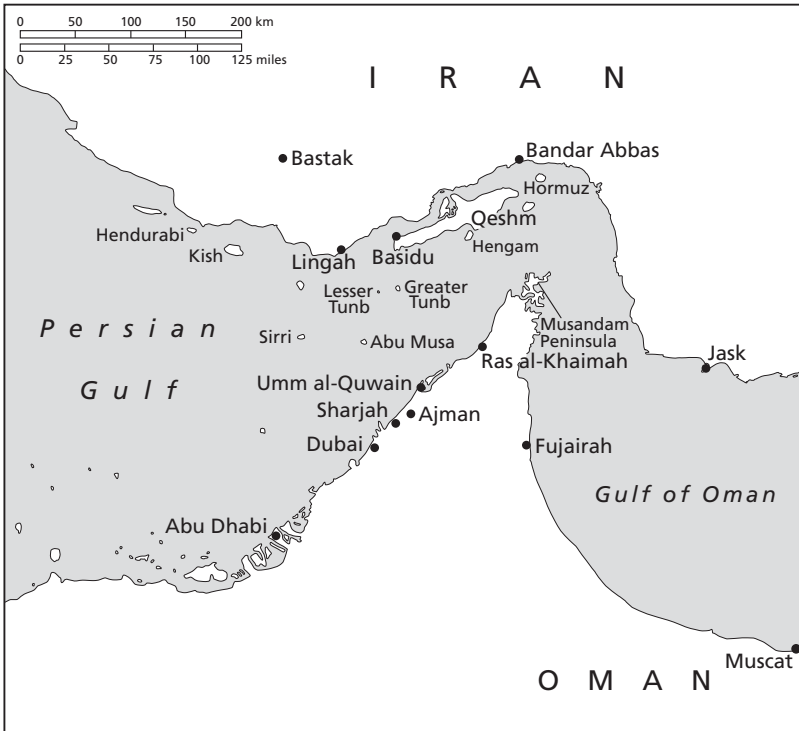 0 50 100 150 200 km
0 25 50 75 100 125 miles
I R A N
Bastak
Bandar Abbas
Hormuz
Qeshm
Hendurabi
Kish
Lingah
Basidu
Hengam
Lesser
Tunb
Greater
Tunb
Persian
Gulf
Sirri
Abu Musa
Musandam
Peninsula
Ras al-Khaimah
Jask
Umm al-Quwain
Sharjah
Ajman
Dubai
Fujairah
Gulf of Oman
Abu Dhabi
Muscat
O M A N